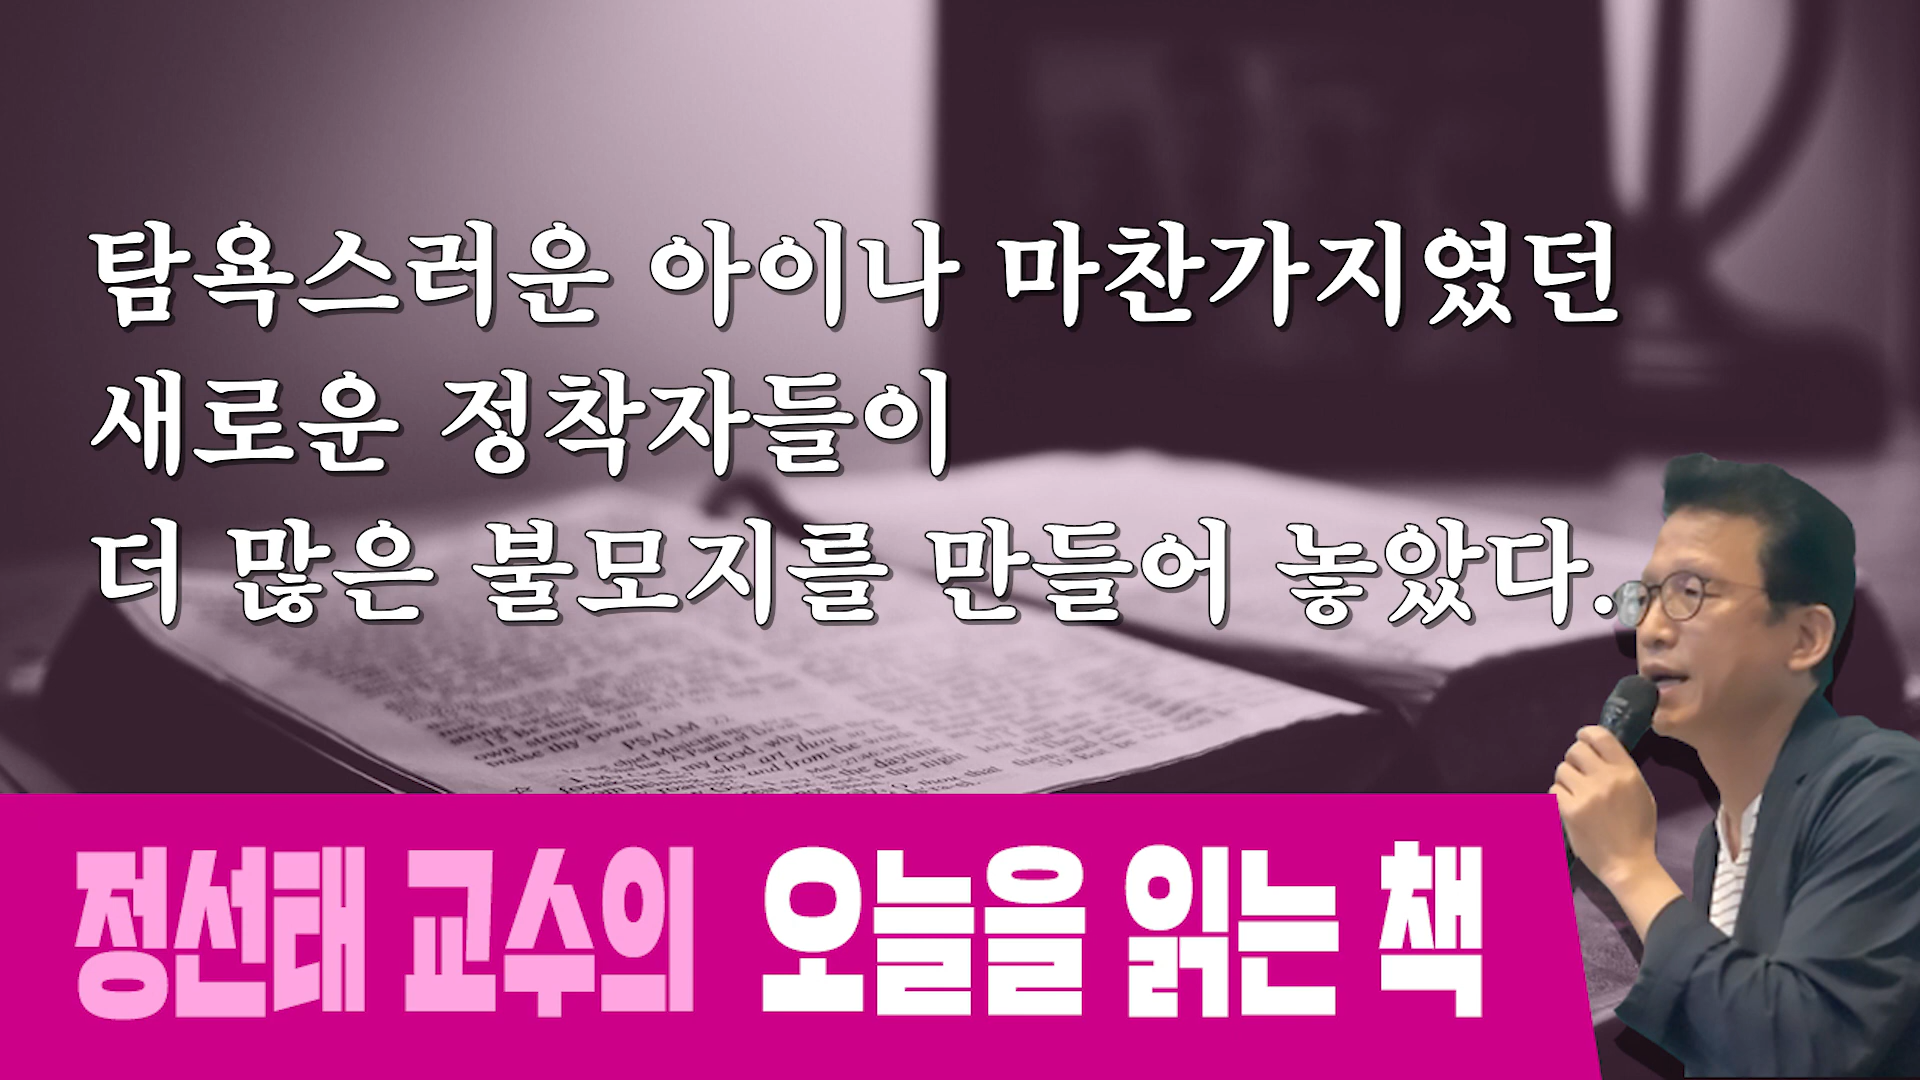 탐욕스러운 아이나 마찬가지였던
새로운 정착자들이
더 많은 불모지를 만들어 놓았다.
PSALM 22
정선태 교수의 오늘을 읽는 책